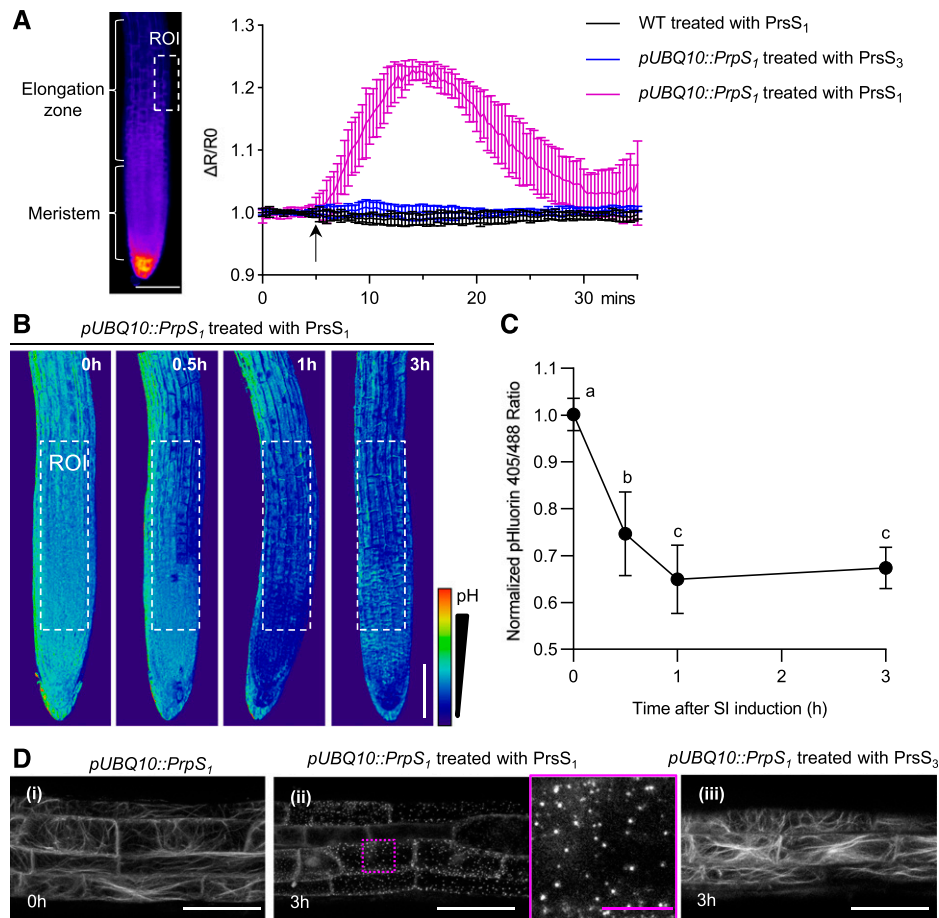 A
Elongation
zone
Meristem
ROI
ΔR/R0
1.3
1.2
1.1
1.0
0.9
0
10
20
30
mins
WT treated with PrsS1
pUBQ10::PrpS1 treated with PrsS3
pUBQ10::PrpS1 treated with PrsS1
B
pUBQ10::PrpS1 treated with PrsS1
0h
0.5h
1h
3h
ROI
pH
C
Normalized pHluorin 405/488 Ratio
1.1
1.0
0.9
0.8
0.7
0.6
0.5
a
b
c
c
0
1
2
3
Time after SI induction (h)
D
pUBQ10::PrpS1
pUBQ10::PrpS1 treated with PrsS1
pUBQ10::PrpS1 treated with PrsS3
(i)
(ii)
(iii)
0h
3h
3h